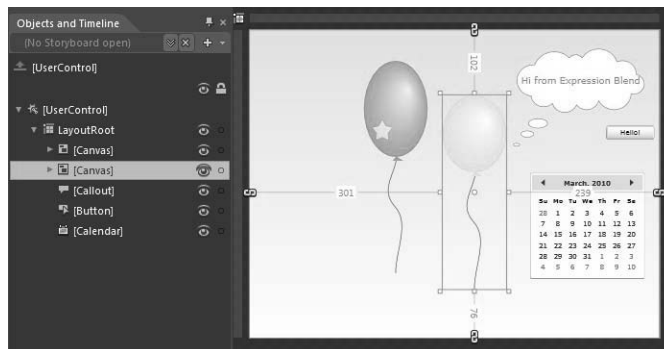 Objects and Timeline
(No Storyboard open)
[UserControl]
[UserControl]
LayoutRoot
[Canvas]
[Canvas]
[Callout]
[Button]
[Calendar]
102
Hi from Expression Blend
Hello!
301
239
March, 2010
Su Mo Tu We Th Fr Sa
28 1 2 3 4 5 6
7 8 9 10 11 12 13
14 15 16 17 18 19 20
21 22 23 24 25 26 27
28 29 30 31 1 2 3
4 5 6 7 8 9 10
76